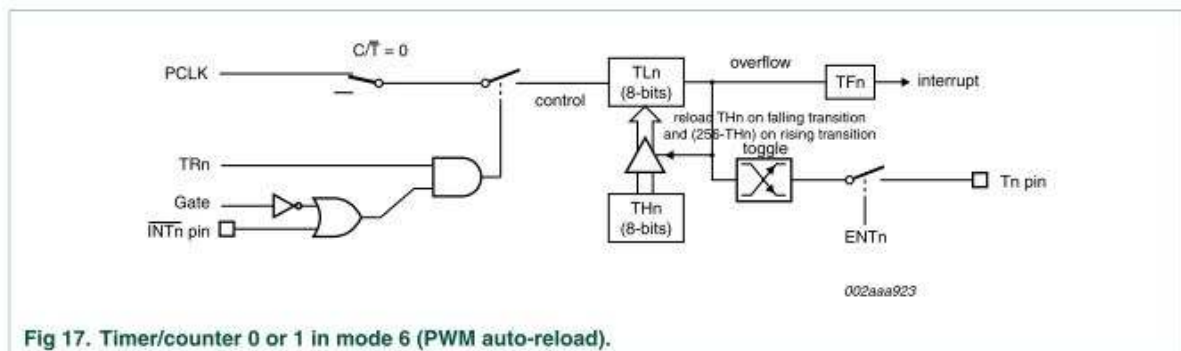 C/T̅ = 0
PCLK
control
TLn
(8-bits)
overflow
TFn
interrupt
reload THn on falling transition
and (256-THn) on rising transition
toggle
TRn
Gate
I̅N̅T̅n̅ pin
THn
(8-bits)
Tn pin
ENTn
002aaa923
Fig 17. Timer/counter 0 or 1 in mode 6 (PWM auto-reload).